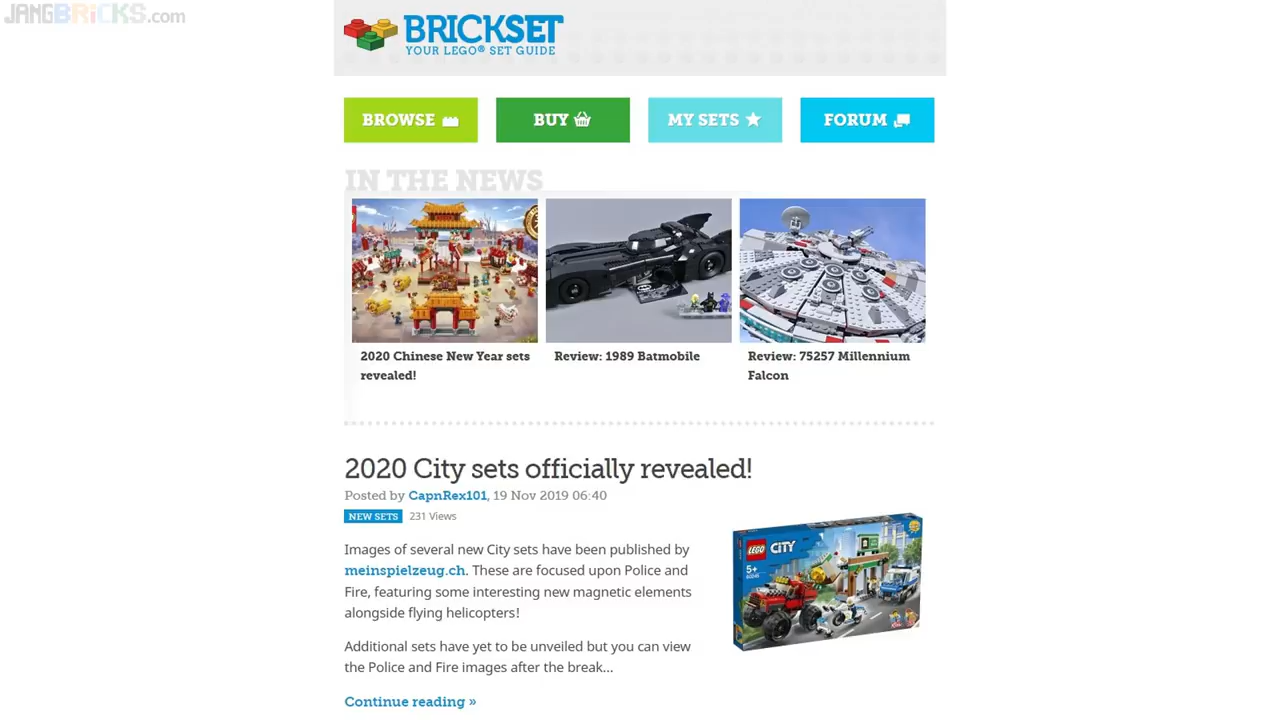 JANGBRiCKS.com
BRICKSET
YOUR LEGO® SET GUIDE
BROWSE
BUY
MY SETS
FORUM
IN THE NEWS
2020 Chinese New Year sets
revealed!
Review: 1989 Batmobile
Review: 75257 Millennium
Falcon
2020 City sets officially revealed!
Posted by CapnRex101, 19 Nov 2019 06:40
NEW SETS 231 Views
Images of several new City sets have been published by
meinspielzeug.ch. These are focused upon Police and
Fire, featuring some interesting new magnetic elements
alongside flying helicopters!
LEGO CITY
5+
60245
Additional sets have yet to be unveiled but you can view
the Police and Fire images after the break...
Continue reading »